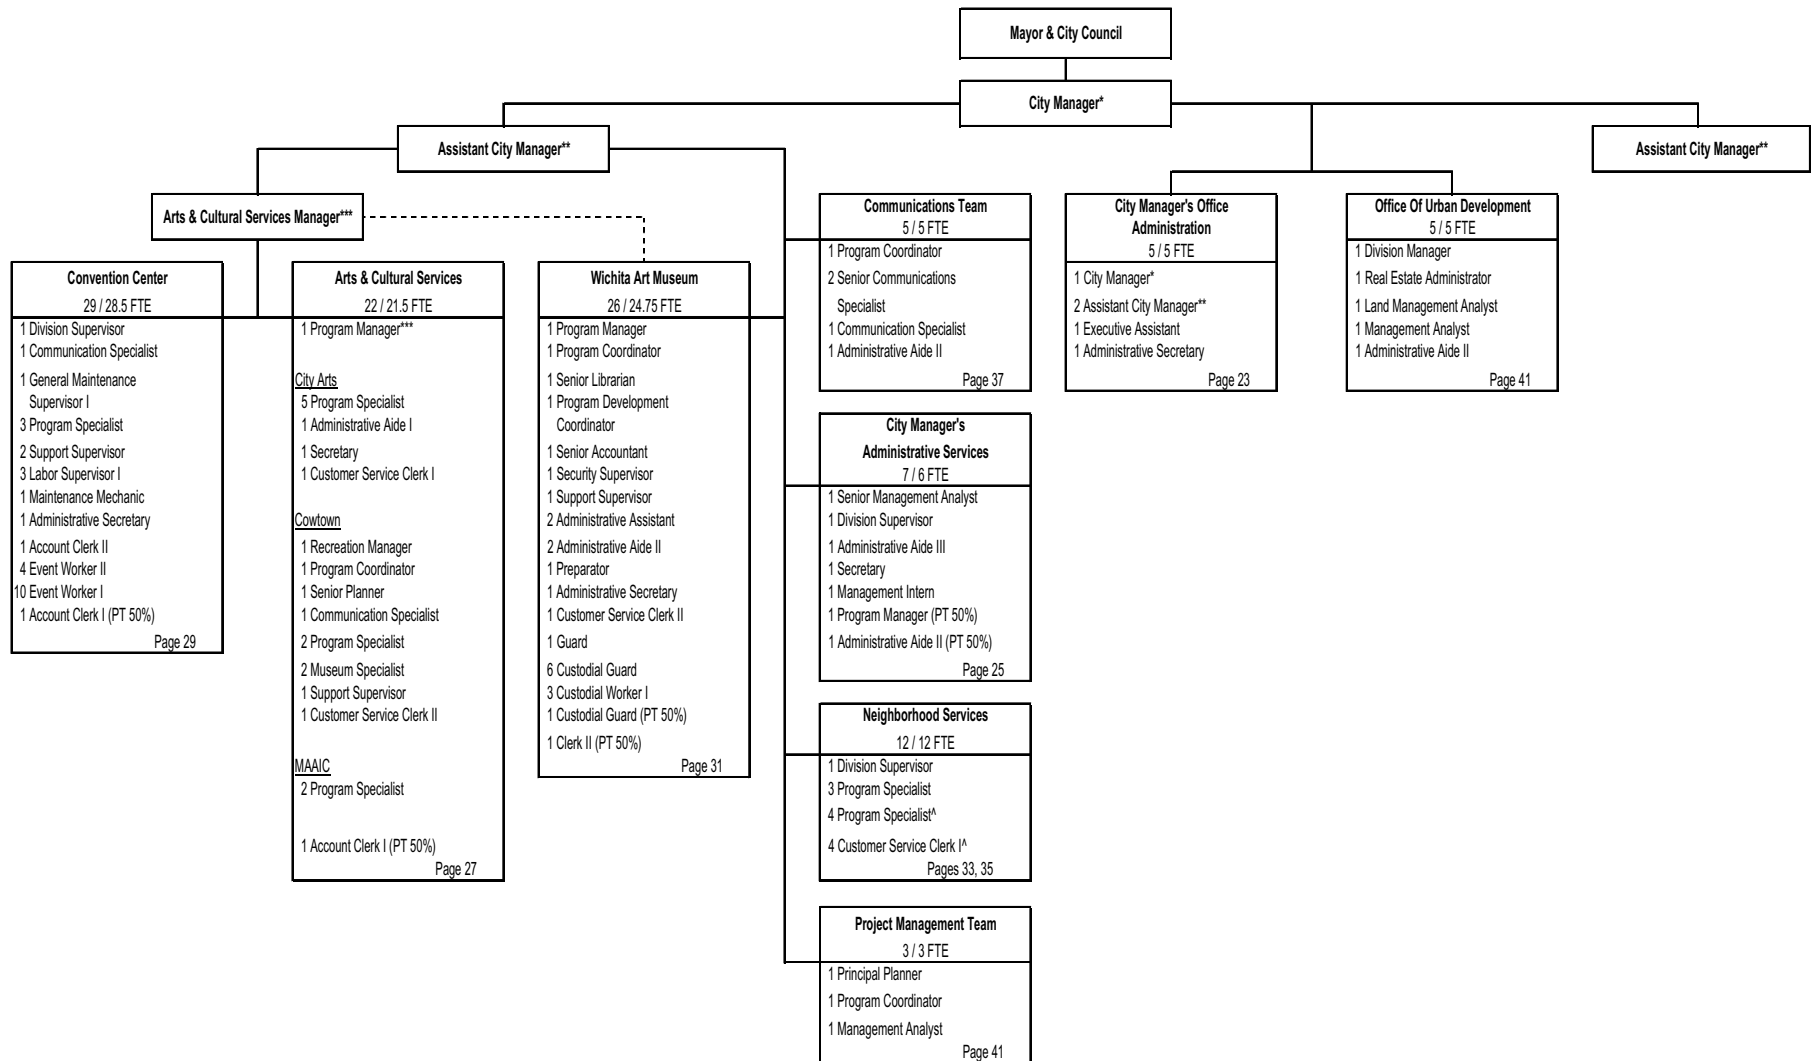 Mayor & City Council
City Manager*
Assistant City Manager**
Assistant City Manager**
Arts & Cultural Services Manager***
Convention Center
29 / 28.5 FTE
1 Division Supervisor
1 Communication Specialist
1 General Maintenance
Supervisor I
3 Program Specialist
2 Support Supervisor
3 Labor Supervisor I
1 Maintenance Mechanic
1 Administrative Secretary
1 Account Clerk II
4 Event Worker II
10 Event Worker I
1 Account Clerk I (PT 50%)
Page 29
Arts & Cultural Services
22 / 21.5 FTE
1 Program Manager***
City Arts
5 Program Specialist
1 Administrative Aide I
1 Secretary
1 Customer Service Clerk I
Cowtown
1 Recreation Manager
1 Program Coordinator
1 Senior Planner
1 Communication Specialist
2 Program Specialist
2 Museum Specialist
1 Support Supervisor
1 Customer Service Clerk II
MAAIC
2 Program Specialist
1 Account Clerk I (PT 50%)
Page 27
Wichita Art Museum
26 / 24.75 FTE
1 Program Manager
1 Program Coordinator
1 Senior Librarian
1 Program Development
Coordinator
1 Senior Accountant
1 Security Supervisor
1 Support Supervisor
2 Administrative Assistant
2 Administrative Aide II
1 Preparator
1 Administrative Secretary
1 Customer Service Clerk II
1 Guard
6 Custodial Guard
3 Custodial Worker I
1 Custodial Guard (PT 50%)
1 Clerk II (PT 50%)
Page 31
Communications Team
5 / 5 FTE
1 Program Coordinator
2 Senior Communications
Specialist
1 Communication Specialist
1 Administrative Aide II
Page 37
City Manager's
Administrative Services
7 / 6 FTE
1 Senior Management Analyst
1 Division Supervisor
1 Administrative Aide III
1 Secretary
1 Management Intern
1 Program Manager (PT 50%)
1 Administrative Aide II (PT 50%)
Page 25
Neighborhood Services
12 / 12 FTE
1 Division Supervisor
3 Program Specialist
4 Program Specialist^
4 Customer Service Clerk I^
Pages 33, 35
Project Management Team
3 / 3 FTE
1 Principal Planner
1 Program Coordinator
1 Management Analyst
Page 41
City Manager's Office
Administration
5 / 5 FTE
1 City Manager*
2 Assistant City Manager**
1 Executive Assistant
1 Administrative Secretary
Page 23
Office Of Urban Development
5 / 5 FTE
1 Division Manager
1 Real Estate Administrator
1 Land Management Analyst
1 Management Analyst
1 Administrative Aide II
Page 41